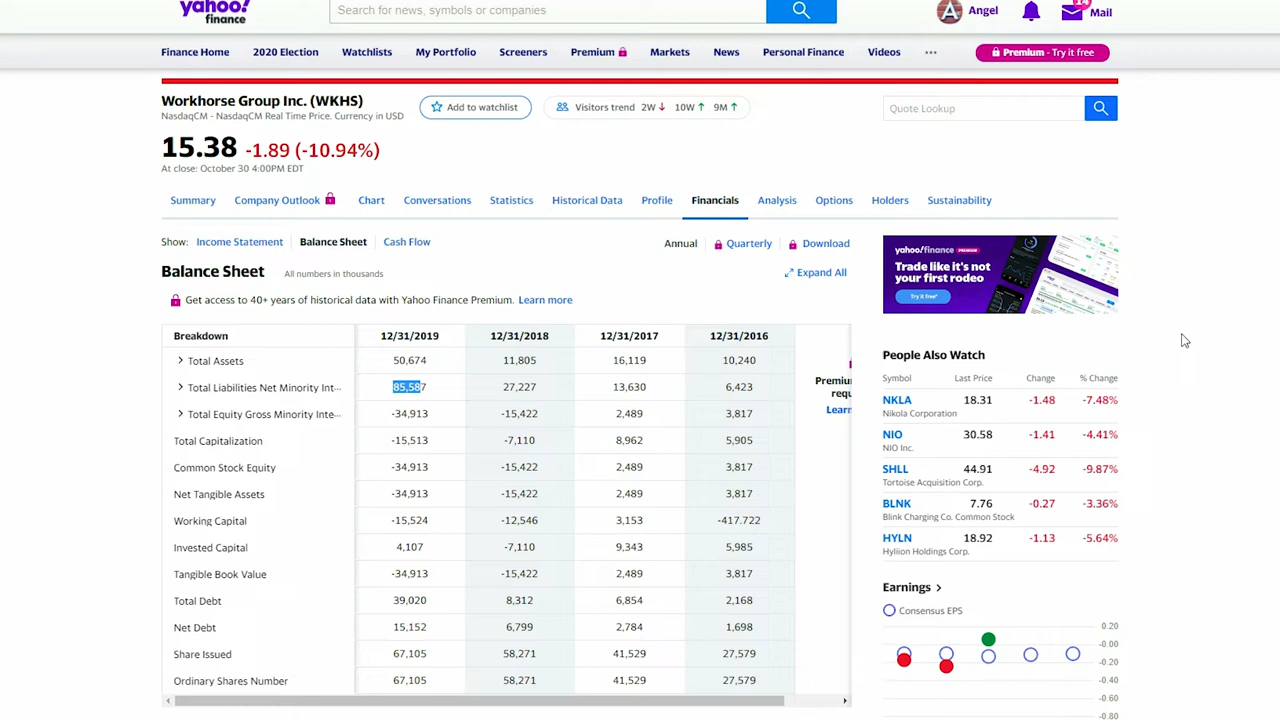 yahoo!
finance
Search for news, symbols or companies
Angel
14
Mail
Finance Home
2020 Election
Watchlists
My Portfolio
Screeners
Premium
Markets
News
Personal Finance
Videos
...
Premium - Try it free
Workhorse Group Inc. (WKHS)
NasdaqCM - NasdaqCM Real Time Price. Currency in USD
Add to watchlist
Visitors trend 2W ↓ 10W ↑ 9M ↑
Quote Lookup
15.38 -1.89 (-10.94%)
At close: October 30 4:00PM EDT
Summary
Company Outlook
Chart
Conversations
Statistics
Historical Data
Profile
Financials
Analysis
Options
Holders
Sustainability
Show: Income Statement Balance Sheet Cash Flow
Annual Quarterly Download
Balance Sheet All numbers in thousands
Expand All
Get access to 40+ years of historical data with Yahoo Finance Premium. Learn more
Breakdown 12/31/2019 12/31/2018 12/31/2017 12/31/2016
Total Assets 50,674 11,805 16,119 10,240
Total Liabilities Net Minority Int... 85,587 27,227 13,630 6,423
Total Equity Gross Minority Inte... -34,913 -15,422 2,489 3,817
Total Capitalization -15,513 -7,110 8,962 5,905
Common Stock Equity -34,913 -15,422 2,489 3,817
Net Tangible Assets -34,913 -15,422 2,489 3,817
Working Capital -15,524 -12,546 3,153 -417.722
Invested Capital 4,107 -7,110 9,343 5,985
Tangible Book Value -34,913 -15,422 2,489 3,817
Total Debt 39,020 8,312 6,854 2,168
Net Debt 15,152 6,799 2,784 1,698
Share Issued 67,105 58,271 41,529 27,579
Ordinary Shares Number 67,105 58,271 41,529 27,579
Premium
requ
Learn
yahoo!finance PREMIUM
Trade like it's not
your first rodeo
Try it free*
People Also Watch
Symbol Last Price Change % Change
NKLA 18.31 -1.48 -7.48%
Nikola Corporation
NIO 30.58 -1.41 -4.41%
NIO Inc.
SHLL 44.91 -4.92 -9.87%
Tortoise Acquisition Corp.
BLNK 7.76 -0.27 -3.36%
Blink Charging Co. Common Stock
HYLN 18.92 -1.13 -5.64%
Hyliion Holdings Corp.
Earnings
Consensus EPS
0.20
-0.00
-0.20
-0.40
-0.60
-0.80